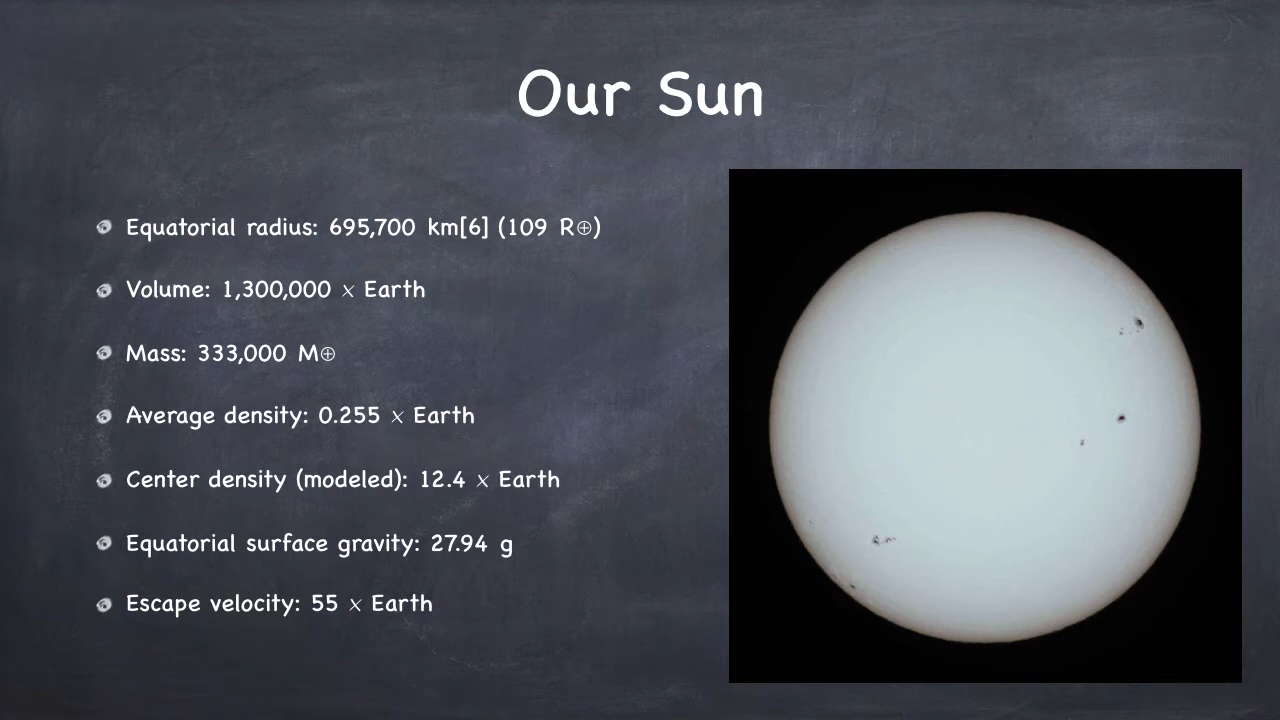 Our Sun
Equatorial radius: 695,700 km[6] (109 R⊕)
Volume: 1,300,000 × Earth
Mass: 333,000 M⊕
Average density: 0.255 × Earth
Center density (modeled): 12.4 × Earth
Equatorial surface gravity: 27.94 g
Escape velocity: 55 × Earth